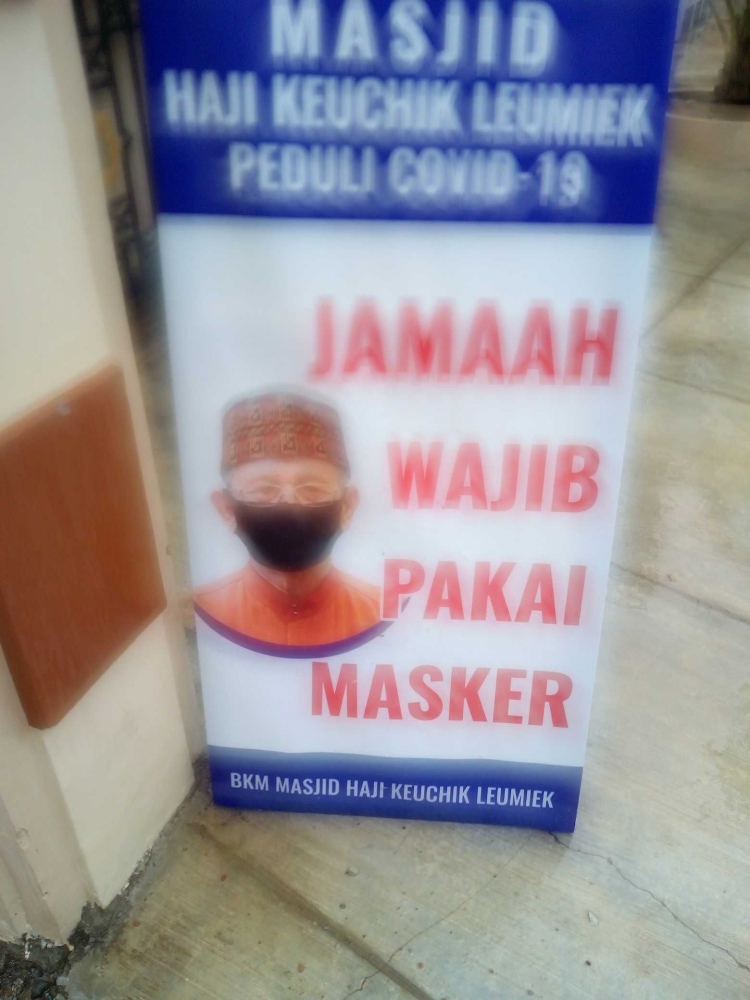 MASJID
HAJI KEUCHIK LEUMIEK
PEDULI COVID-19
JAMAAH
WAJIB
PAKAI
MASKER
BKM MASJID HAJI KEUCHIK LEUMIEK